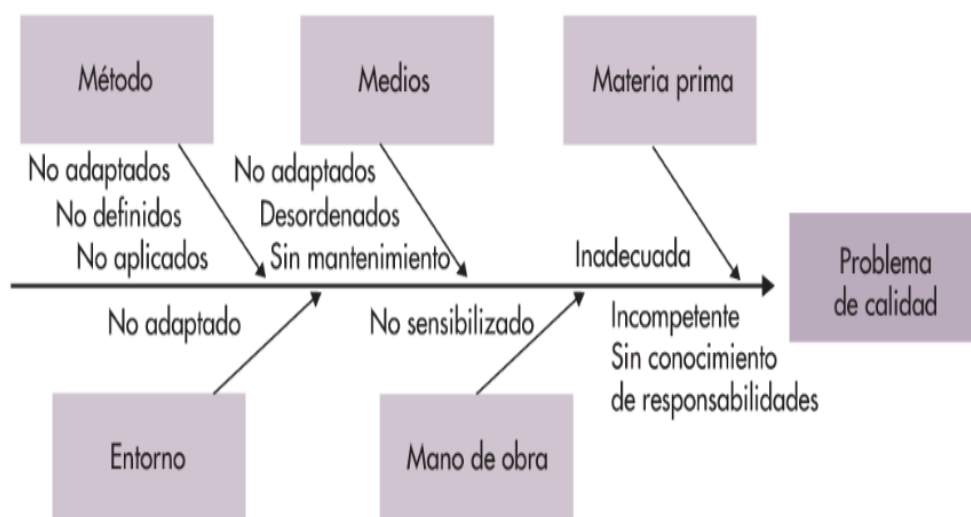 Método
Medios
Materia prima
No adaptados
No definidos
No aplicados
No adaptados
Desordenados
Sin mantenimiento
Inadecuada
Problema
de calidad
No adaptado
No sensibilizado
Incompetente
Sin conocimiento
de responsabilidades
Entorno
Mano de obra